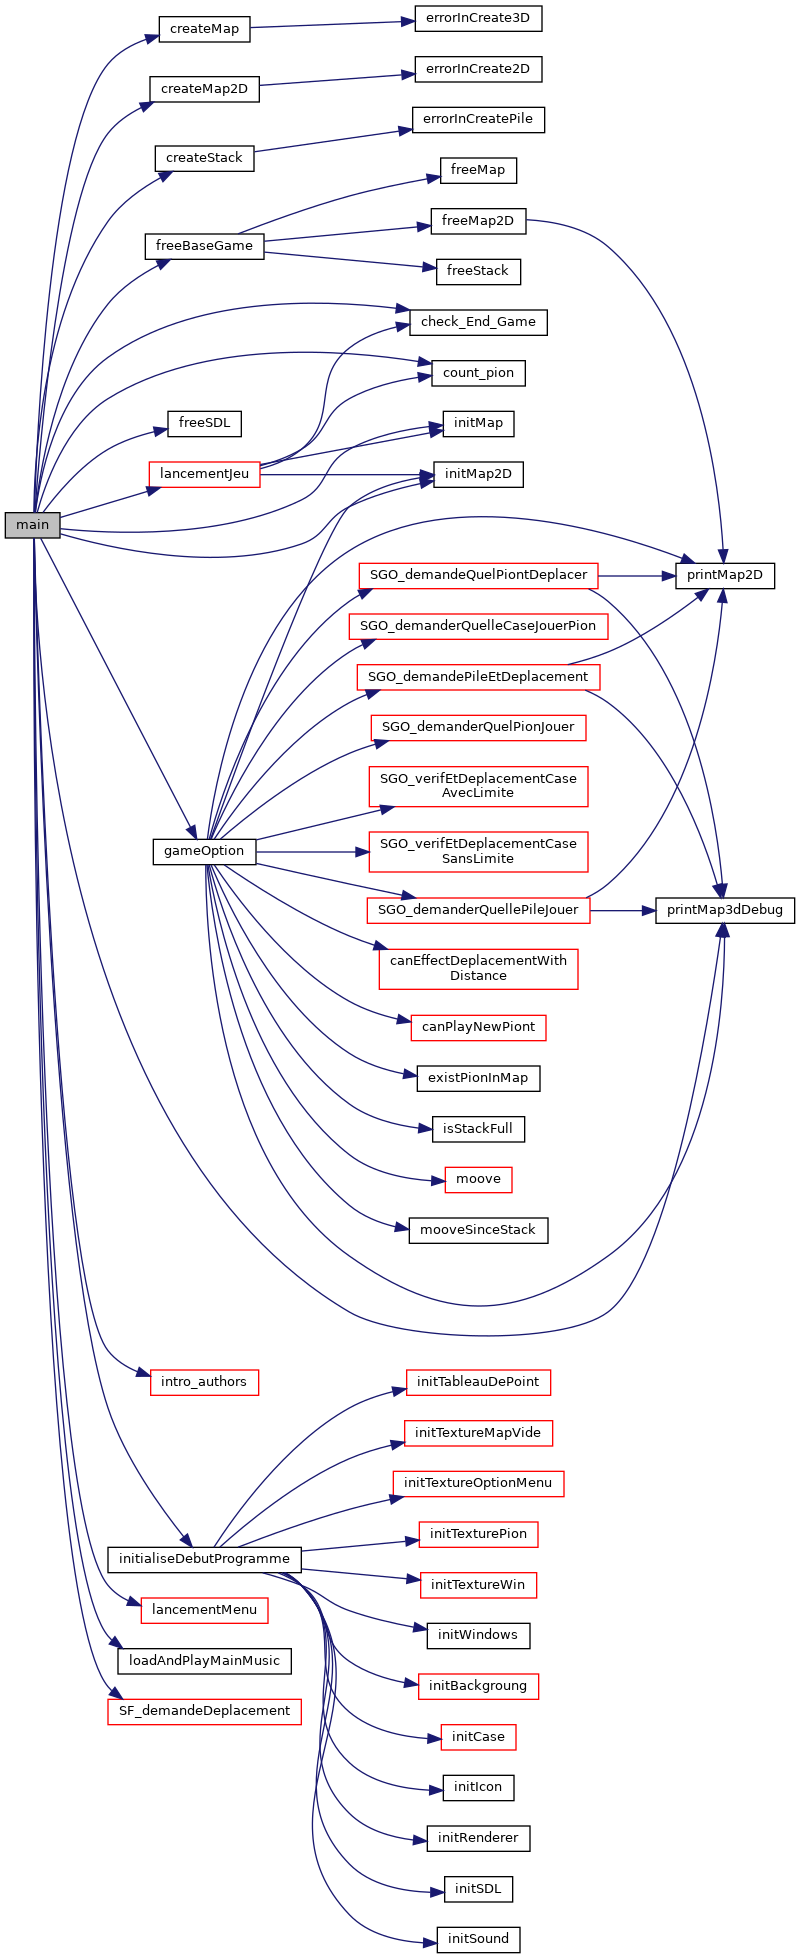 createMap
errorInCreate3D
createMap2D
errorInCreate2D
createStack
errorInCreatePile
freeBaseGame
freeMap
freeMap2D
freeStack
check_End_Game
count_pion
freeSDL
initMap
lancementJeu
initMap2D
main
printMap2D
SGO_demandeQuelPiontDeplacer
SGO_demanderQuelleCaseJouerPion
SGO_demandePileEtDeplacement
SGO_demanderQuelPionJouer
SGO_verifEtDeplacementCase
AvecLimite
gameOption
SGO_verifEtDeplacementCase
SansLimite
SGO_demanderQuellePileJouer
printMap3dDebug
canEffectDeplacementWith
Distance
canPlayNewPiont
existPionInMap
isStackFull
moove
mooveSinceStack
intro_authors
initTableauDePoint
initTextureMapVide
initTextureOptionMenu
initTexturePion
initialiseDebutProgramme
initTextureWin
lancementMenu
initWindows
loadAndPlayMainMusic
initBackgroung
SF_demandeDeplacement
initCase
initIcon
initRenderer
initSDL
initSound